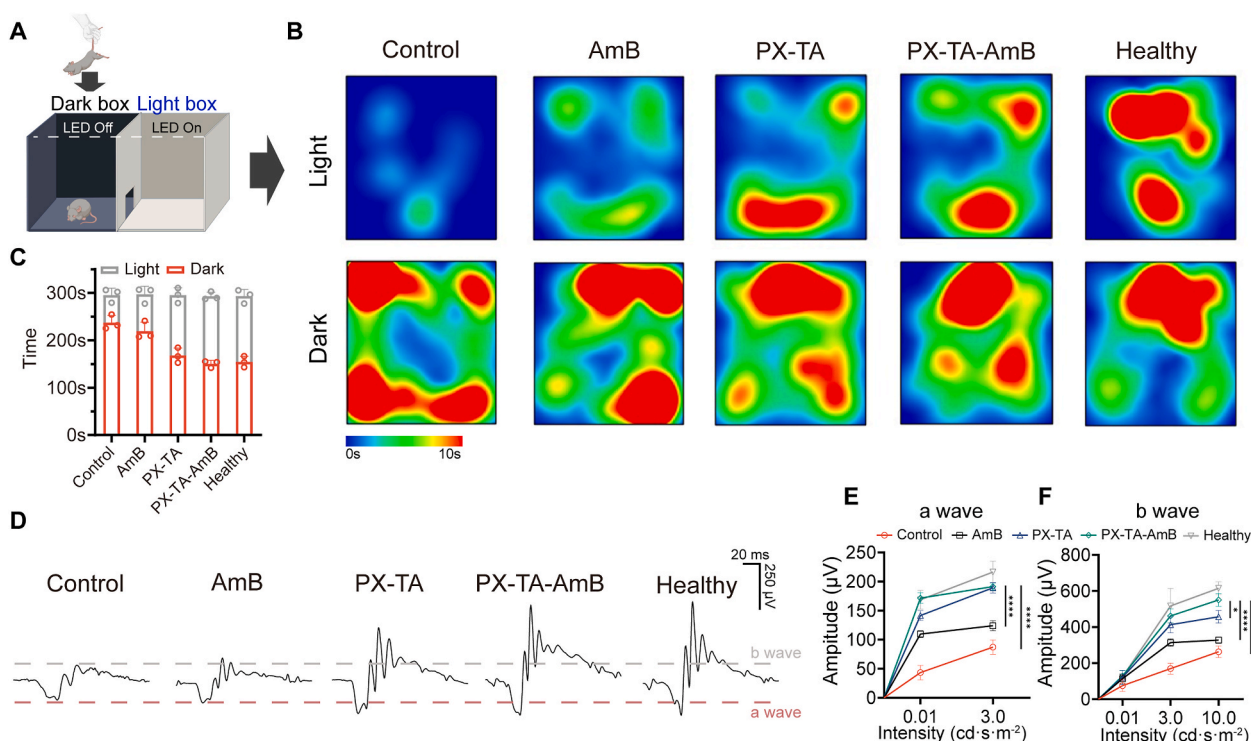 A
Dark box Light box
LED Off LED On
B
Control AmB PX-TA PX-TA-AmB Healthy
Light
Dark
0s 10s
C
Light Dark
Time
300s
200s
100s
0s
Control AmB PX-TA PX-TA-AmB Healthy
D
Control AmB PX-TA PX-TA-AmB Healthy
20 ms
250 μV
b wave
a wave
E
a wave
F
b wave
Control AmB PX-TA PX-TA-AmB Healthy
Ampitude (μV)
250
200
150
100
50
0
****
****
0.01 3.0
Intensity (cd·s·m⁻²)
Ampitude (μV)
800
600
400
200
0
*
****
0.01 3.0 10.0
Intensity (cd·s·m⁻²)